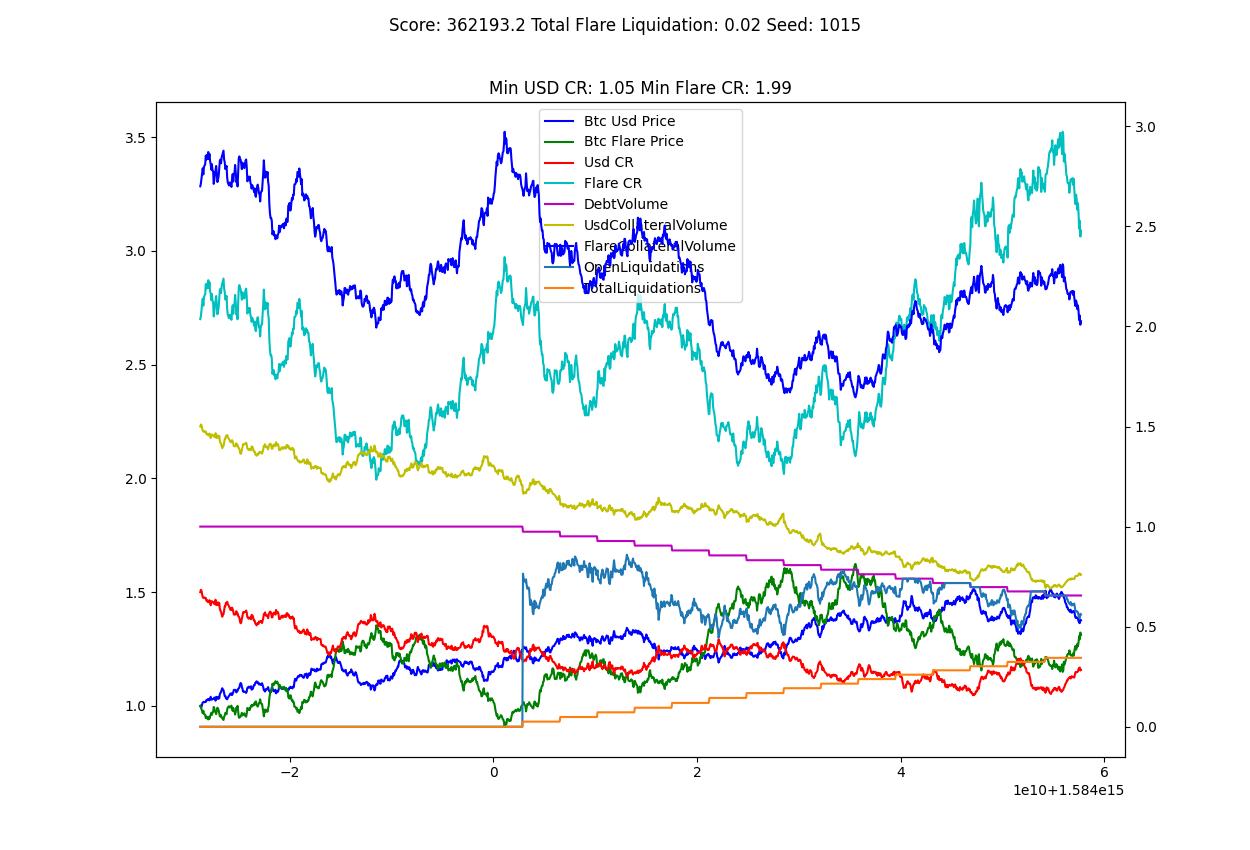 Score: 362193.2 Total Flare Liquidation: 0.02 Seed: 1015
Min USD CR: 1.05 Min Flare CR: 1.99
Btc Usd Price
Btc Flare Price
Usd CR
Flare CR
DebtVolume
UsdCollateralVolume
FlareCollateralVolume
OpenLiquidations
TotalLiquidations
3.5
3.0
2.5
2.0
1.5
1.0
3.0
2.5
2.0
1.5
1.0
0.5
0.0
−2 0 2 4 6
1e10+1.584e15